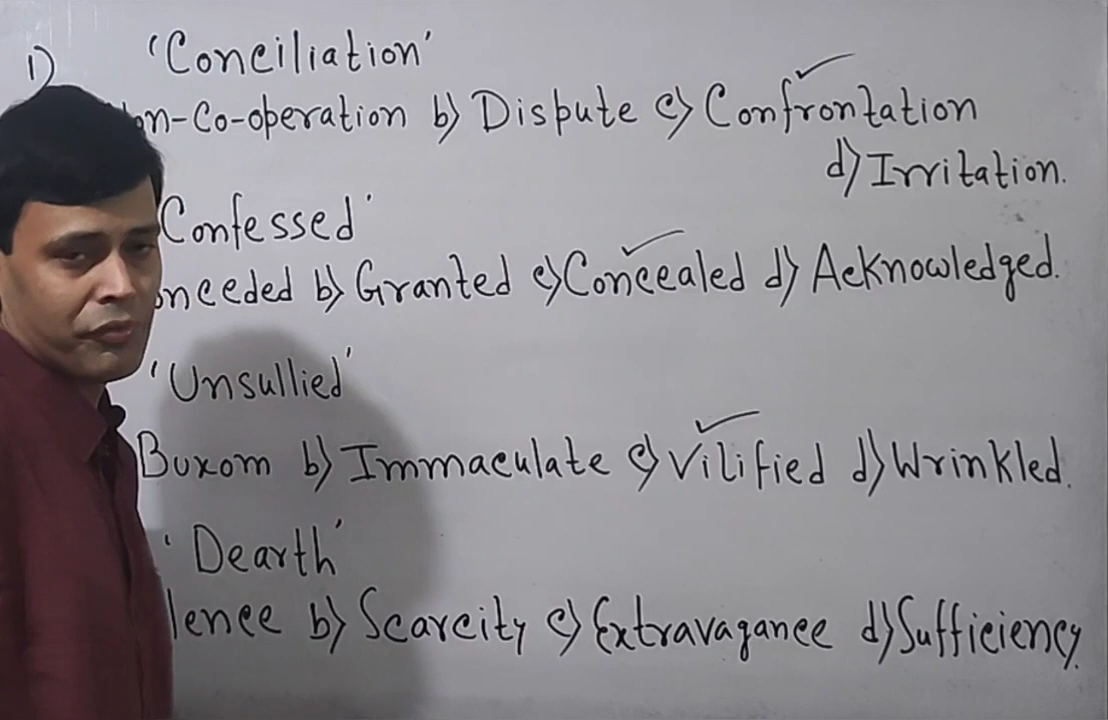 1) 'Conciliation'
on-Co-operation b) Dispute c) Confrontation
d) Irritation.
Confessed'
nceeded b) Granted c) Concealed d) Acknowledged.
'Unsullied'
Buxom b) Immaculate c) Vilified d) Wrinkled.
'Dearth'
lence b) Scarcity c) Extravagance d) Sufficiency.